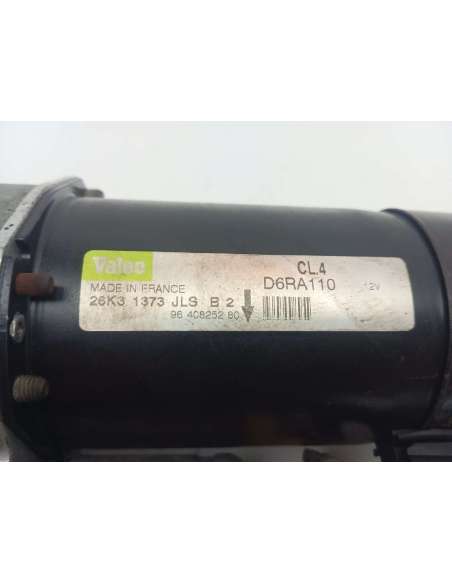 Valeo CL.4
MADE IN FRANCE D6RA110 12V
26K3 1373 JLS B 2
96 408252 80